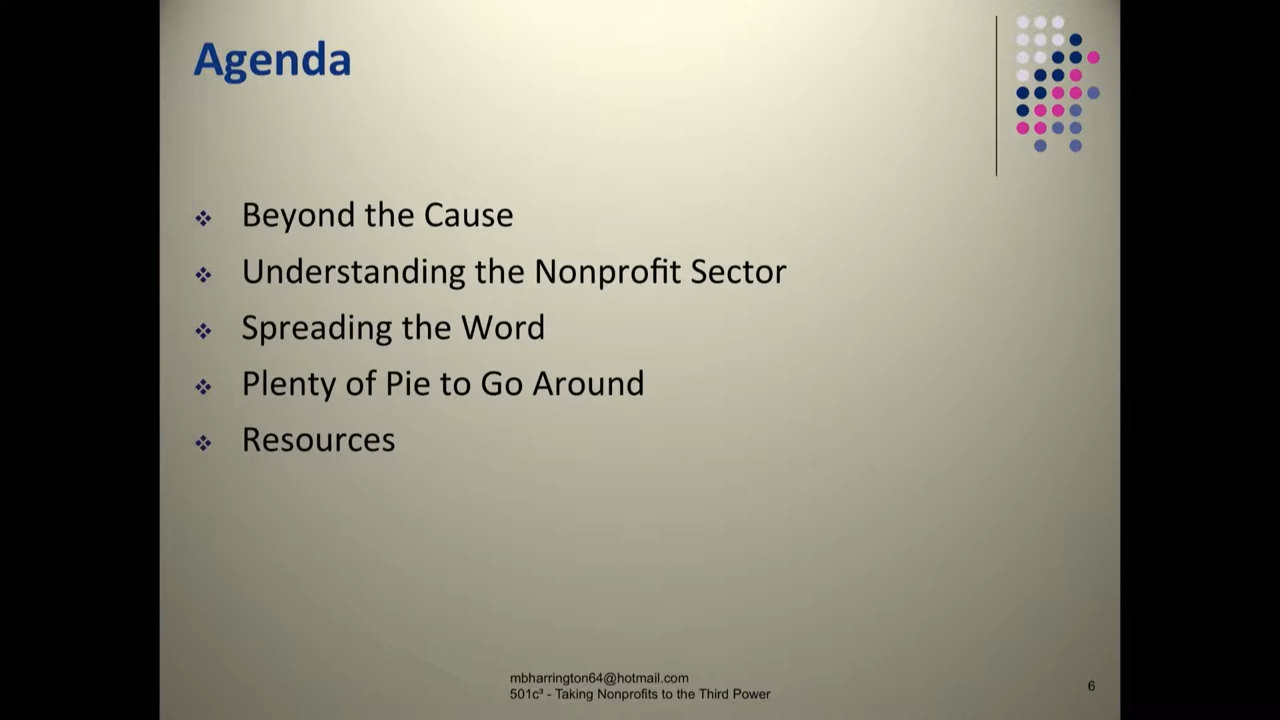 Agenda
Beyond the Cause
Understanding the Nonprofit Sector
Spreading the Word
Plenty of Pie to Go Around
Resources
mbharrington64@hotmail.com
501c³ - Taking Nonprofits to the Third Power
6